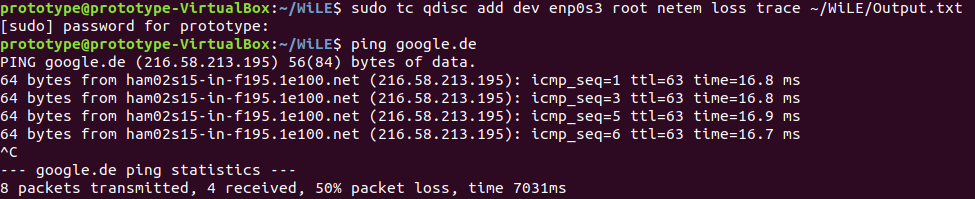 prototype@prototype-VirtualBox:~/WiLE$ sudo tc qdisc add dev enp0s3 root netem loss trace ~/WiLE/Output.txt
[sudo] password for prototype:
prototype@prototype-VirtualBox:~/WiLE$ ping google.de
PING google.de (216.58.213.195) 56(84) bytes of data.
64 bytes from ham02s15-in-f195.1e100.net (216.58.213.195): icmp_seq=1 ttl=63 time=16.8 ms
64 bytes from ham02s15-in-f195.1e100.net (216.58.213.195): icmp_seq=3 ttl=63 time=16.8 ms
64 bytes from ham02s15-in-f195.1e100.net (216.58.213.195): icmp_seq=5 ttl=63 time=16.9 ms
64 bytes from ham02s15-in-f195.1e100.net (216.58.213.195): icmp_seq=6 ttl=63 time=16.7 ms
^C
--- google.de ping statistics ---
8 packets transmitted, 4 received, 50% packet loss, time 7031ms